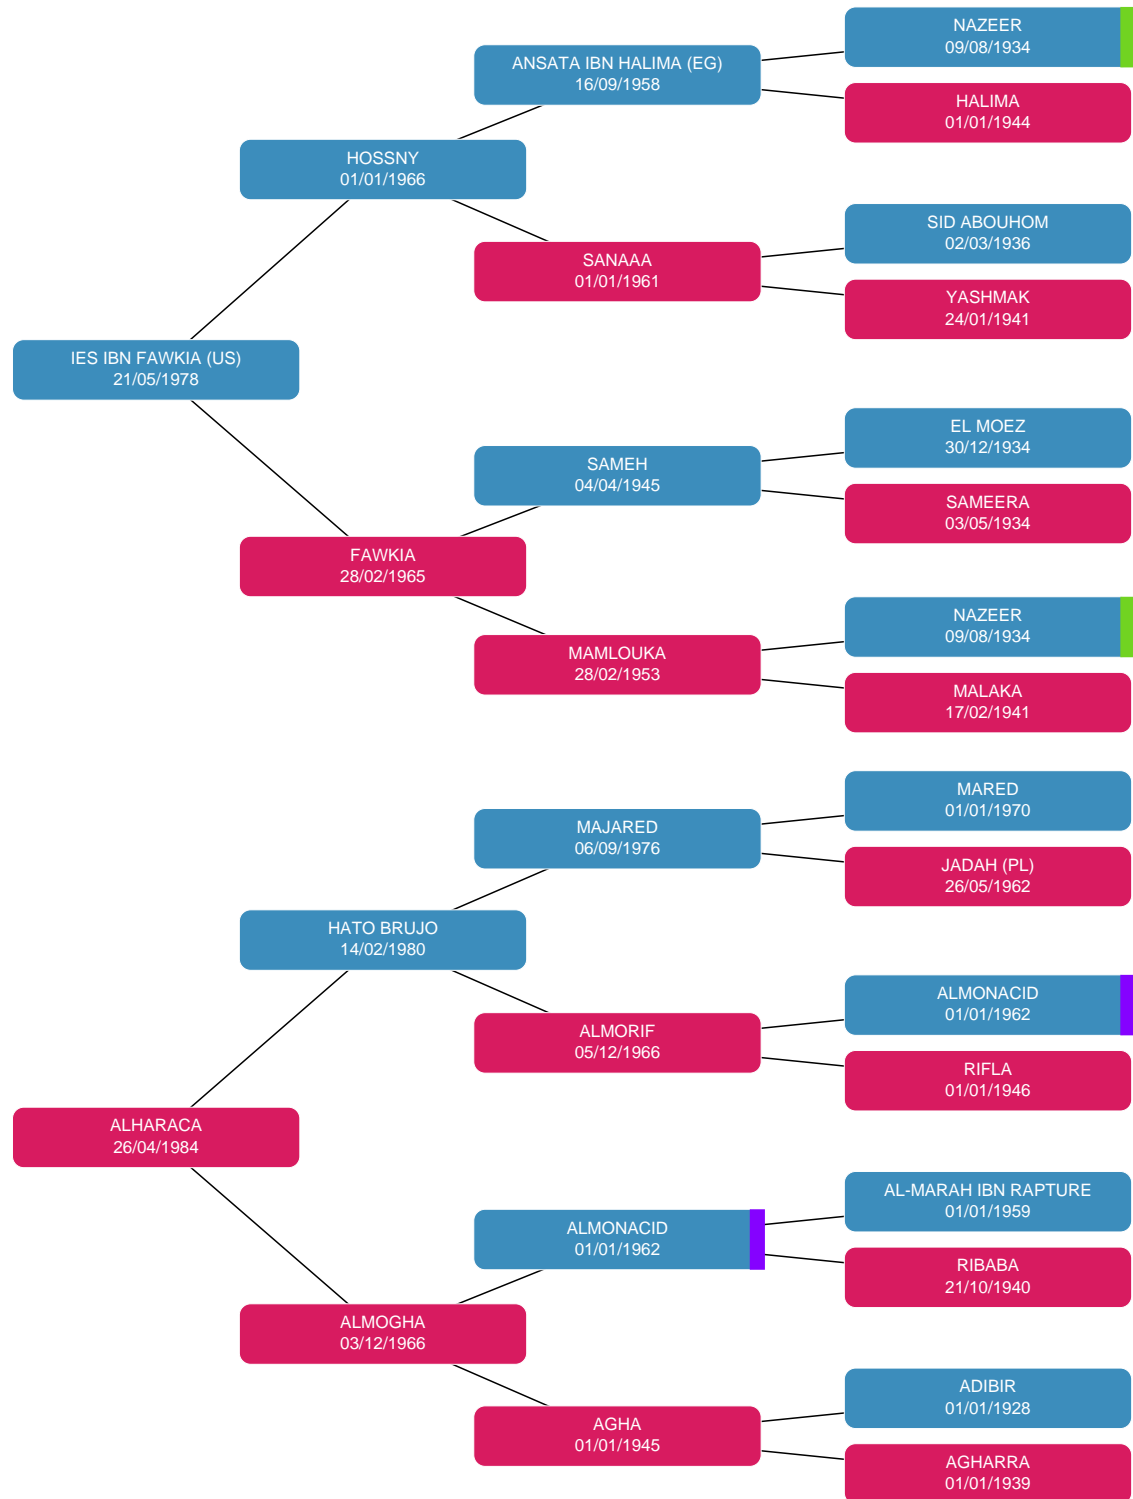 NAZEER
09/08/1934
ANSATA IBN HALIMA (EG)
16/09/1958
HALIMA
01/01/1944
HOSSNY
01/01/1966
SID ABOUHOM
02/03/1936
SANAAA
01/01/1961
YASHMAK
24/01/1941
IES IBN FAWKIA (US)
21/05/1978
EL MOEZ
30/12/1934
SAMEH
04/04/1945
SAMEERA
03/05/1934
FAWKIA
28/02/1965
NAZEER
09/08/1934
MAMLOUKA
28/02/1953
MALAKA
17/02/1941
MARED
01/01/1970
MAJARED
06/09/1976
JADAH (PL)
26/05/1962
HATO BRUJO
14/02/1980
ALMONACID
01/01/1962
ALMORIF
05/12/1966
RIFLA
01/01/1946
ALHARACA
26/04/1984
AL-MARAH IBN RAPTURE
01/01/1959
ALMONACID
01/01/1962
RIBABA
21/10/1940
ALMOGHA
03/12/1966
ADIBIR
01/01/1928
AGHA
01/01/1945
AGHARRA
01/01/1939